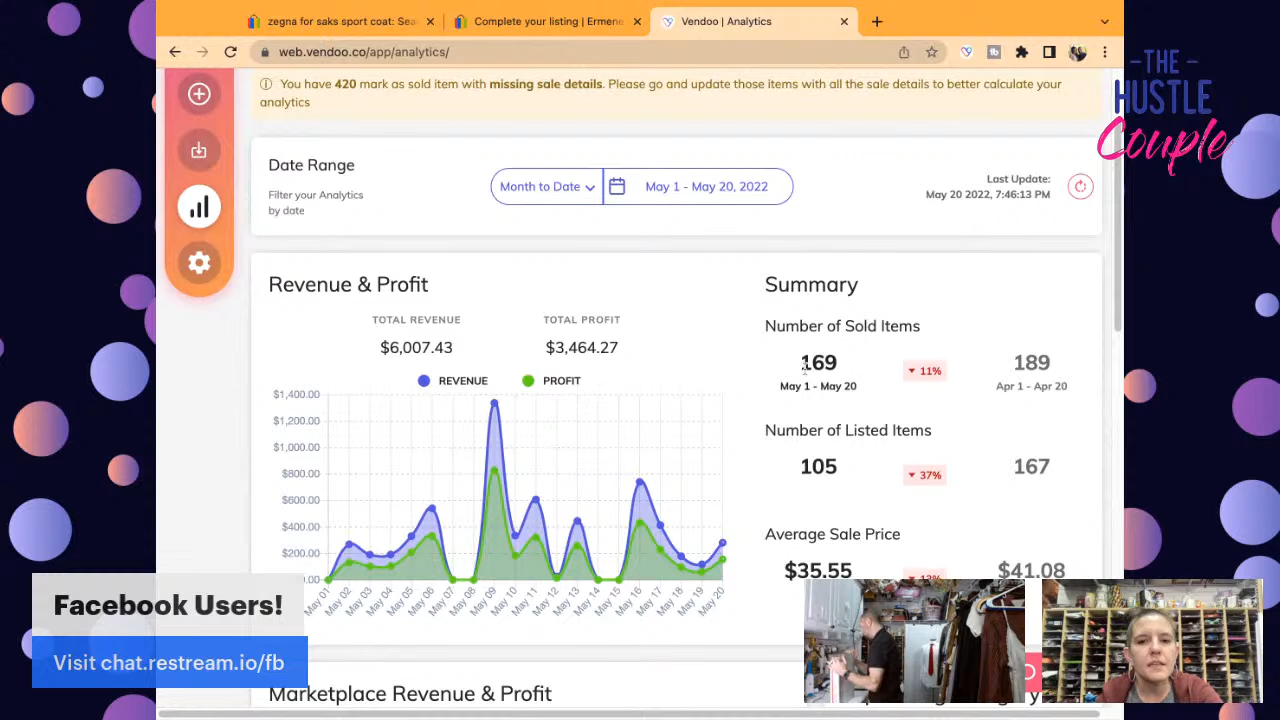 zegna for saks sport coat: Sea
Complete your listing | Ermene
Vendoo | Analytics
web.vendoo.co/app/analytics/
THE
HUSTLE
Couple
You have 420 mark as sold item with missing sale details. Please go and update those items with all the sale details to better calculate your
analytics
Date Range
Filter your Analytics
by date
Month to Date
May 1 - May 20, 2022
Last Update:
May 20 2022, 7:46:13 PM
Revenue & Profit
TOTAL REVENUE
TOTAL PROFIT
$6,007.43
$3,464.27
REVENUE
PROFIT
$1,400.00
$1,200.00
$1,000.00
$800.00
$600.00
$400.00
$200.00
0.00
May 01
May 02
May 03
May 04
May 05
May 06
May 07
May 08
May 09
May 10
May 11
May 12
May 13
May 14
May 15
May 16
May 17
May 18
May 19
May 20
Summary
Number of Sold Items
169
11%
189
May 1 - May 20
Apr 1 - Apr 20
Number of Listed Items
105
37%
167
Average Sale Price
$35.55
$41.08
Facebook Users!
Visit chat.restream.io/fb
Marketplace Revenue & Profit